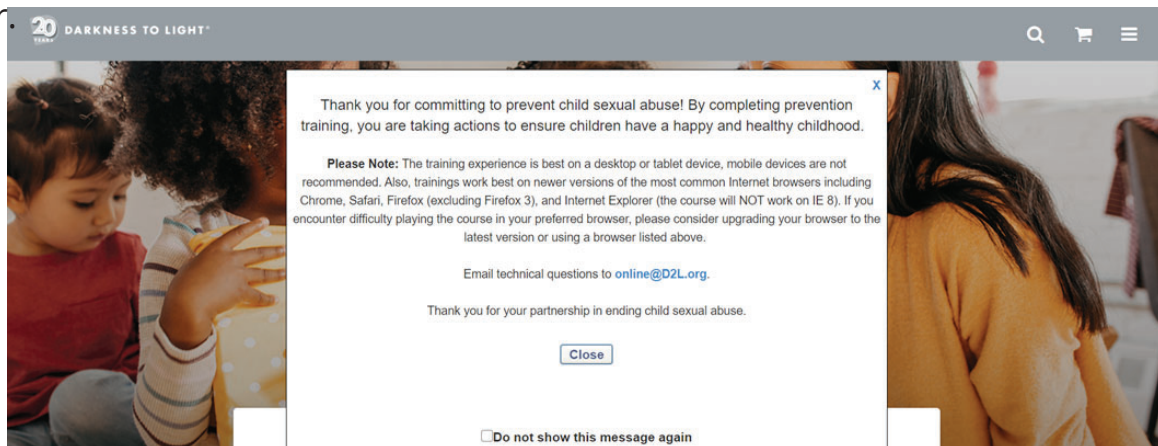 20 DARKNESS TO LIGHT®
YEARS
X
Thank you for committing to prevent child sexual abuse! By completing prevention
training, you are taking actions to ensure children have a happy and healthy childhood.
Please Note: The training experience is best on a desktop or tablet device, mobile devices are not
recommended. Also, trainings work best on newer versions of the most common Internet browsers including
Chrome, Safari, Firefox (excluding Firefox 3), and Internet Explorer (the course will NOT work on IE 8). If you
encounter difficulty playing the course in your preferred browser, please consider upgrading your browser to the
latest version or using a browser listed above.
Email technical questions to online@D2L.org.
Thank you for your partnership in ending child sexual abuse.
Close
Do not show this message again